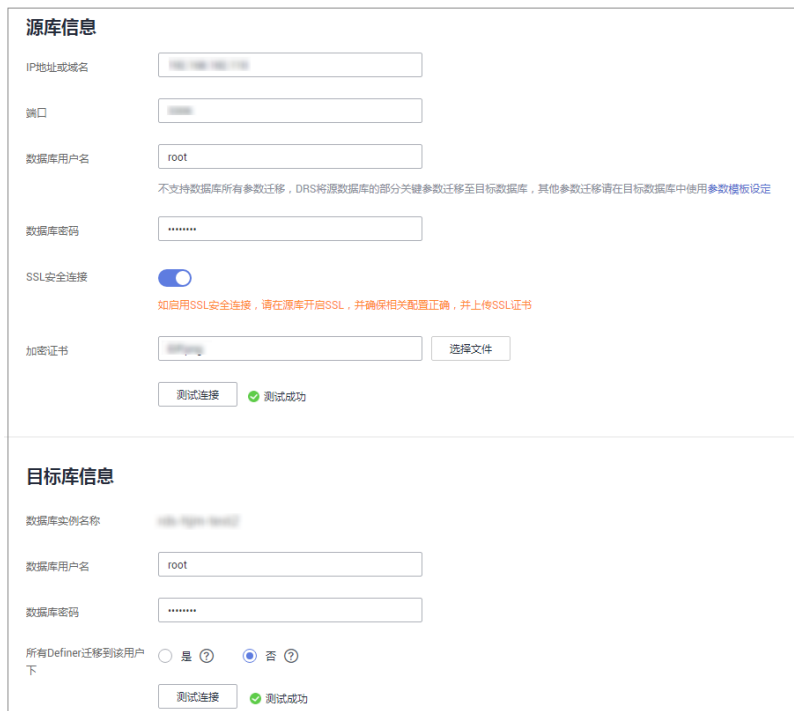 源库信息
IP地址或域名
端口
数据库用户名 root
不支持数据库所有参数迁移，DRS将源数据库的部分关键参数迁移至目标数据库，其他参数迁移请在目标数据库中使用参数模板设定
数据库密码 ········
SSL安全连接
如启用SSL安全连接，请在源库开启SSL，并确保相关配置正确，并上传SSL证书
加密证书 选择文件
测试连接 测试成功
目标库信息
数据库实例名称
数据库用户名 root
数据库密码 ········
所有Definer迁移到该用户
下
是 ? 否 ?
测试连接 测试成功